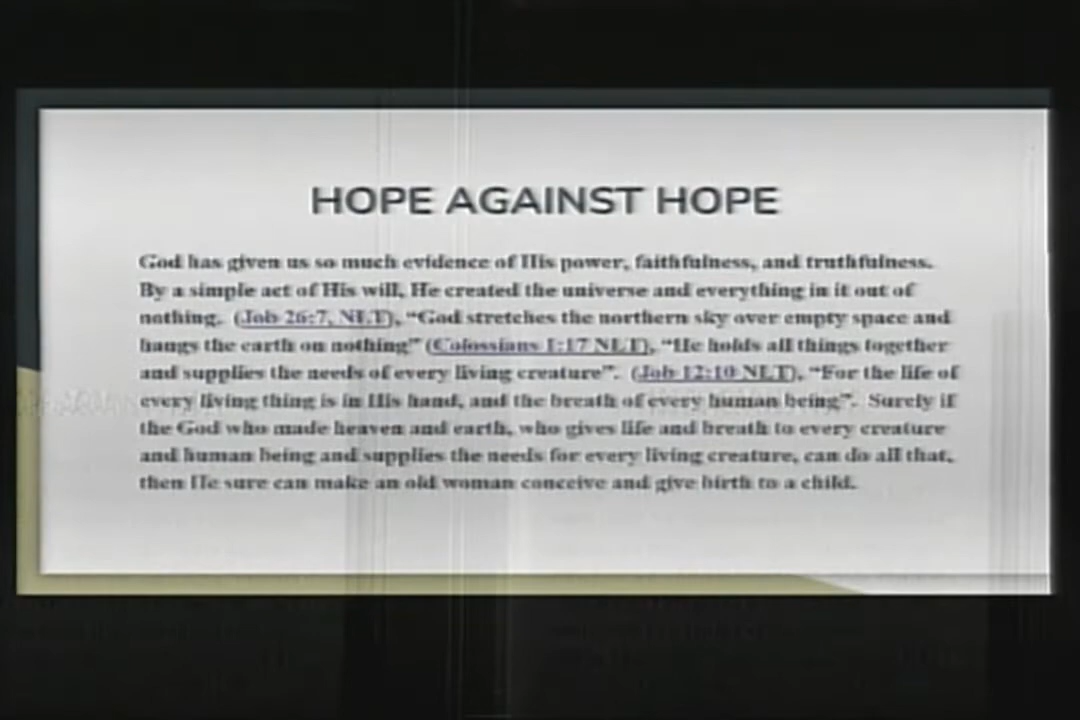 HOPE AGAINST HOPE
God has given us so much evidence of His power, faithfulness, and truthfulness.
By a simple act of His will, He created the universe and everything in it out of
nothing. (Job 26:7, NLT), “God stretches the northern sky over empty space and
hangs the earth on nothing” (Colossians 1:17 NLT), “He holds all things together
and supplies the needs of every living creature”. (Job 12:10 NLT), “For the life of
every living thing is in His hand, and the breath of every human being”. Surely if
the God who made heaven and earth, who gives life and breath to every creature
and human being and supplies the needs for every living creature, can do all that,
then He sure can make an old woman conceive and give birth to a child.